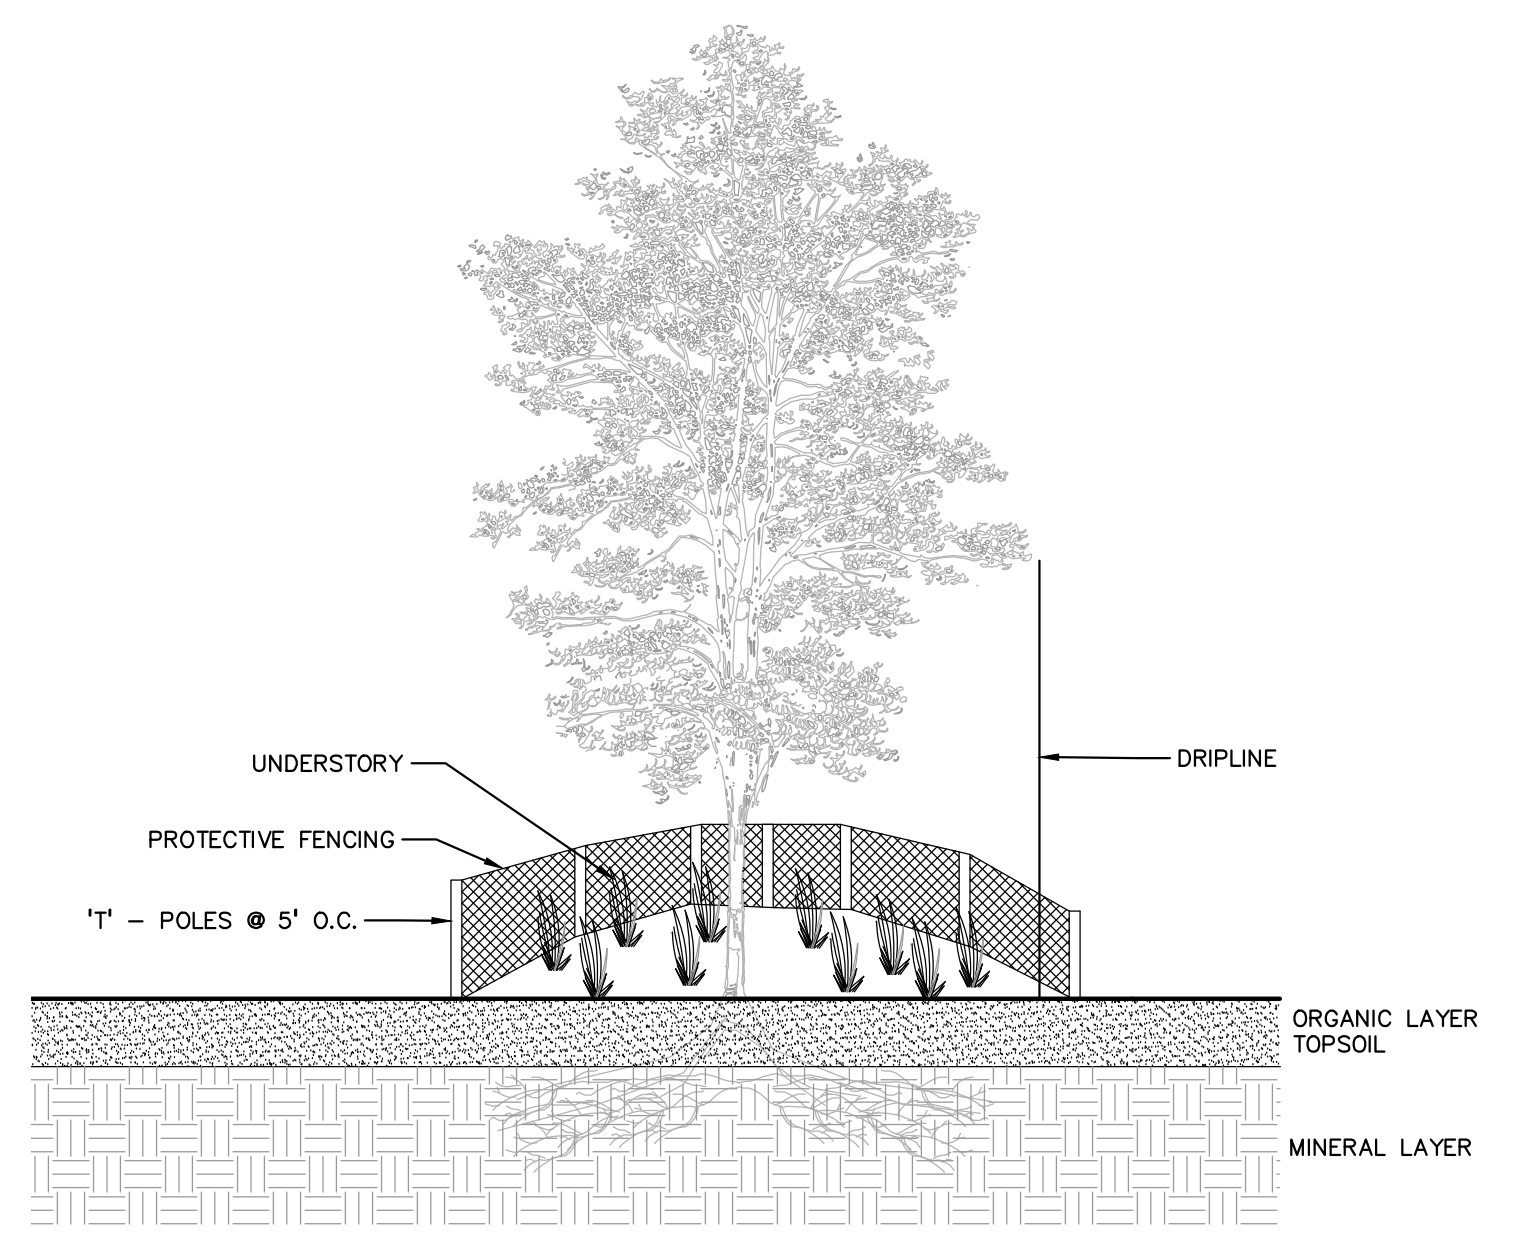 UNDERSTORY
DRIPLINE
PROTECTIVE FENCING
'T' - POLES @ 5' O.C.
ORGANIC LAYER
TOPSOIL
MINERAL LAYER